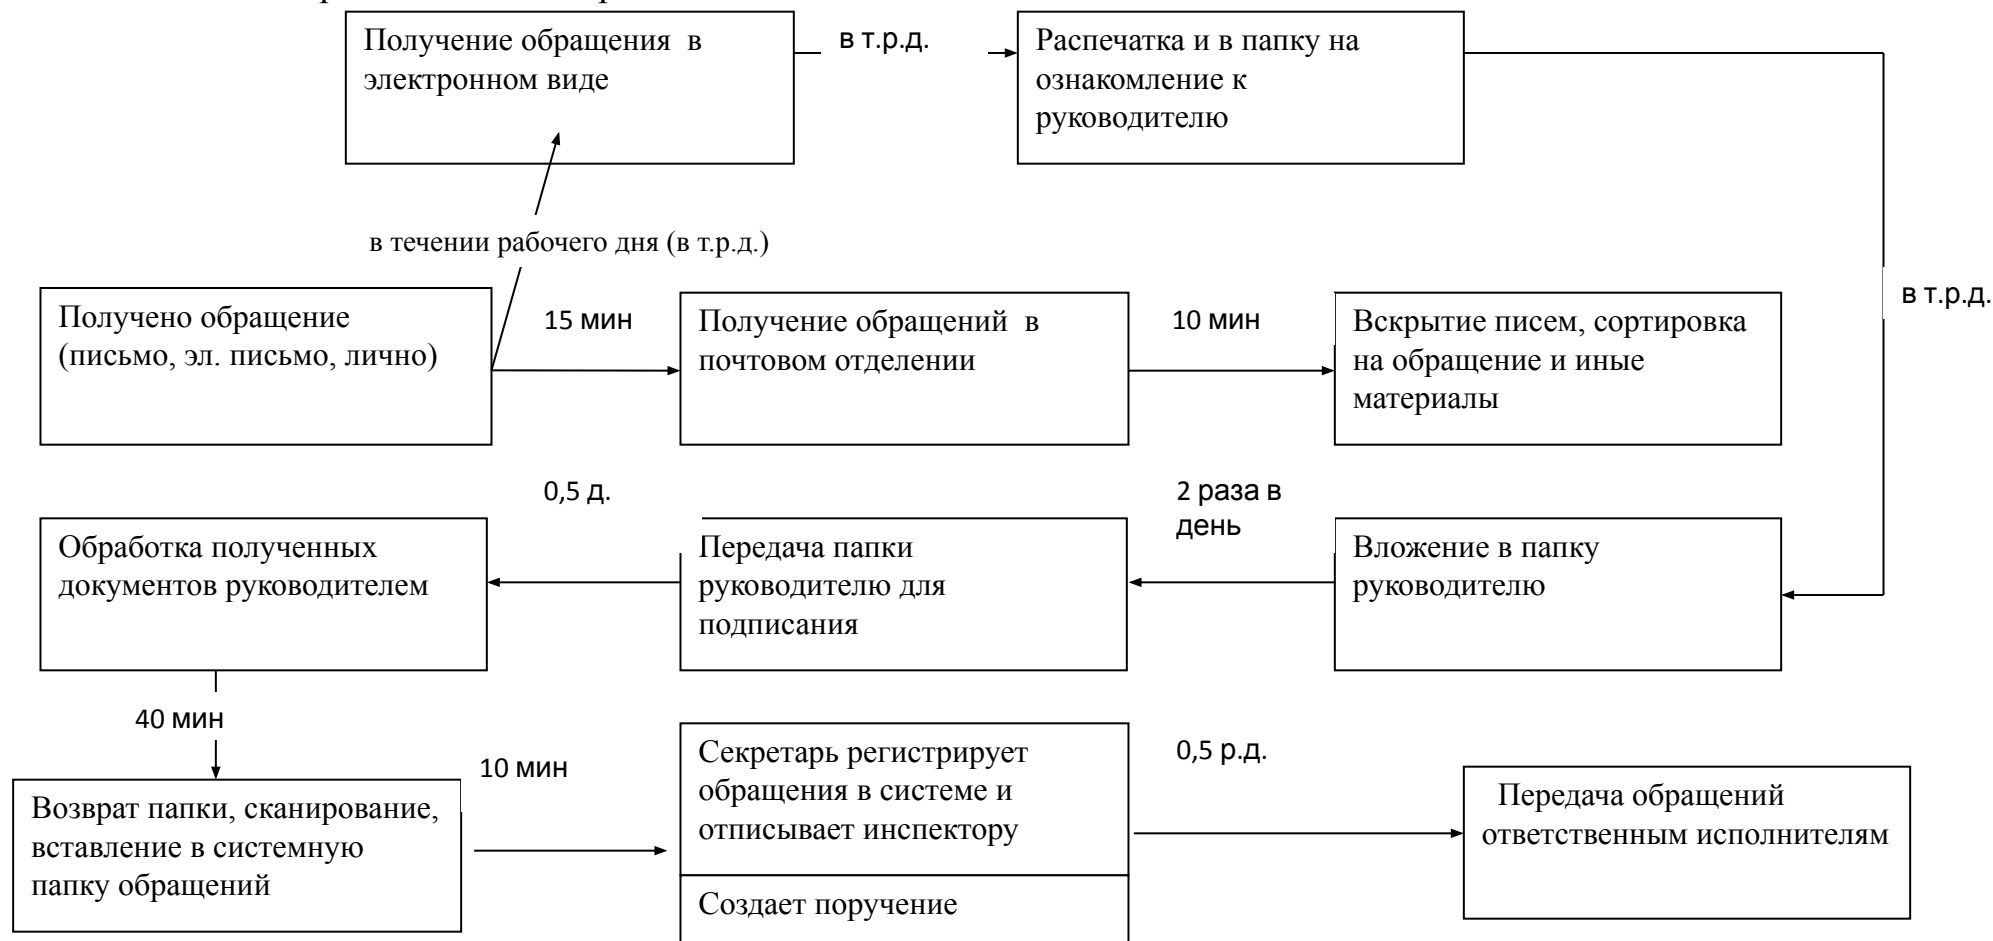 Получение обращения в
электронном виде
в т.р.д.
Распечатка и в папку на
ознакомление к
руководителю
в течении рабочего дня (в т.р.д.)
в т.р.д.
Получено обращение
(письмо, эл. письмо, лично)
15 мин
Получение обращений в
почтовом отделении
10 мин
Вскрытие писем, сортировка
на обращение и иные
материалы
0,5 д.
2 раза в
день
Обработка полученных
документов руководителем
Передача папки
руководителю для
подписания
Вложение в папку
руководителю
40 мин
10 мин
Секретарь регистрирует
обращения в системе и
отписывает инспектору
Создает поручение
0,5 р.д.
Возврат папки, сканирование,
вставление в системную
папку обращений
Передача обращений
ответственным исполнителям